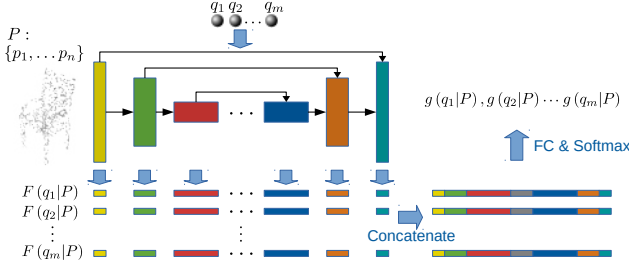 q₁ q₂ ... qₘ
P :
{p₁, ... pₙ}
...
g (q₁|P) , g (q₂|P) ⋯ g (qₘ|P)
FC & Softmax
F (q₁|P) ...
F (q₂|P) ...
⋮ ⋮
Concatenate
F (qₘ|P) ...